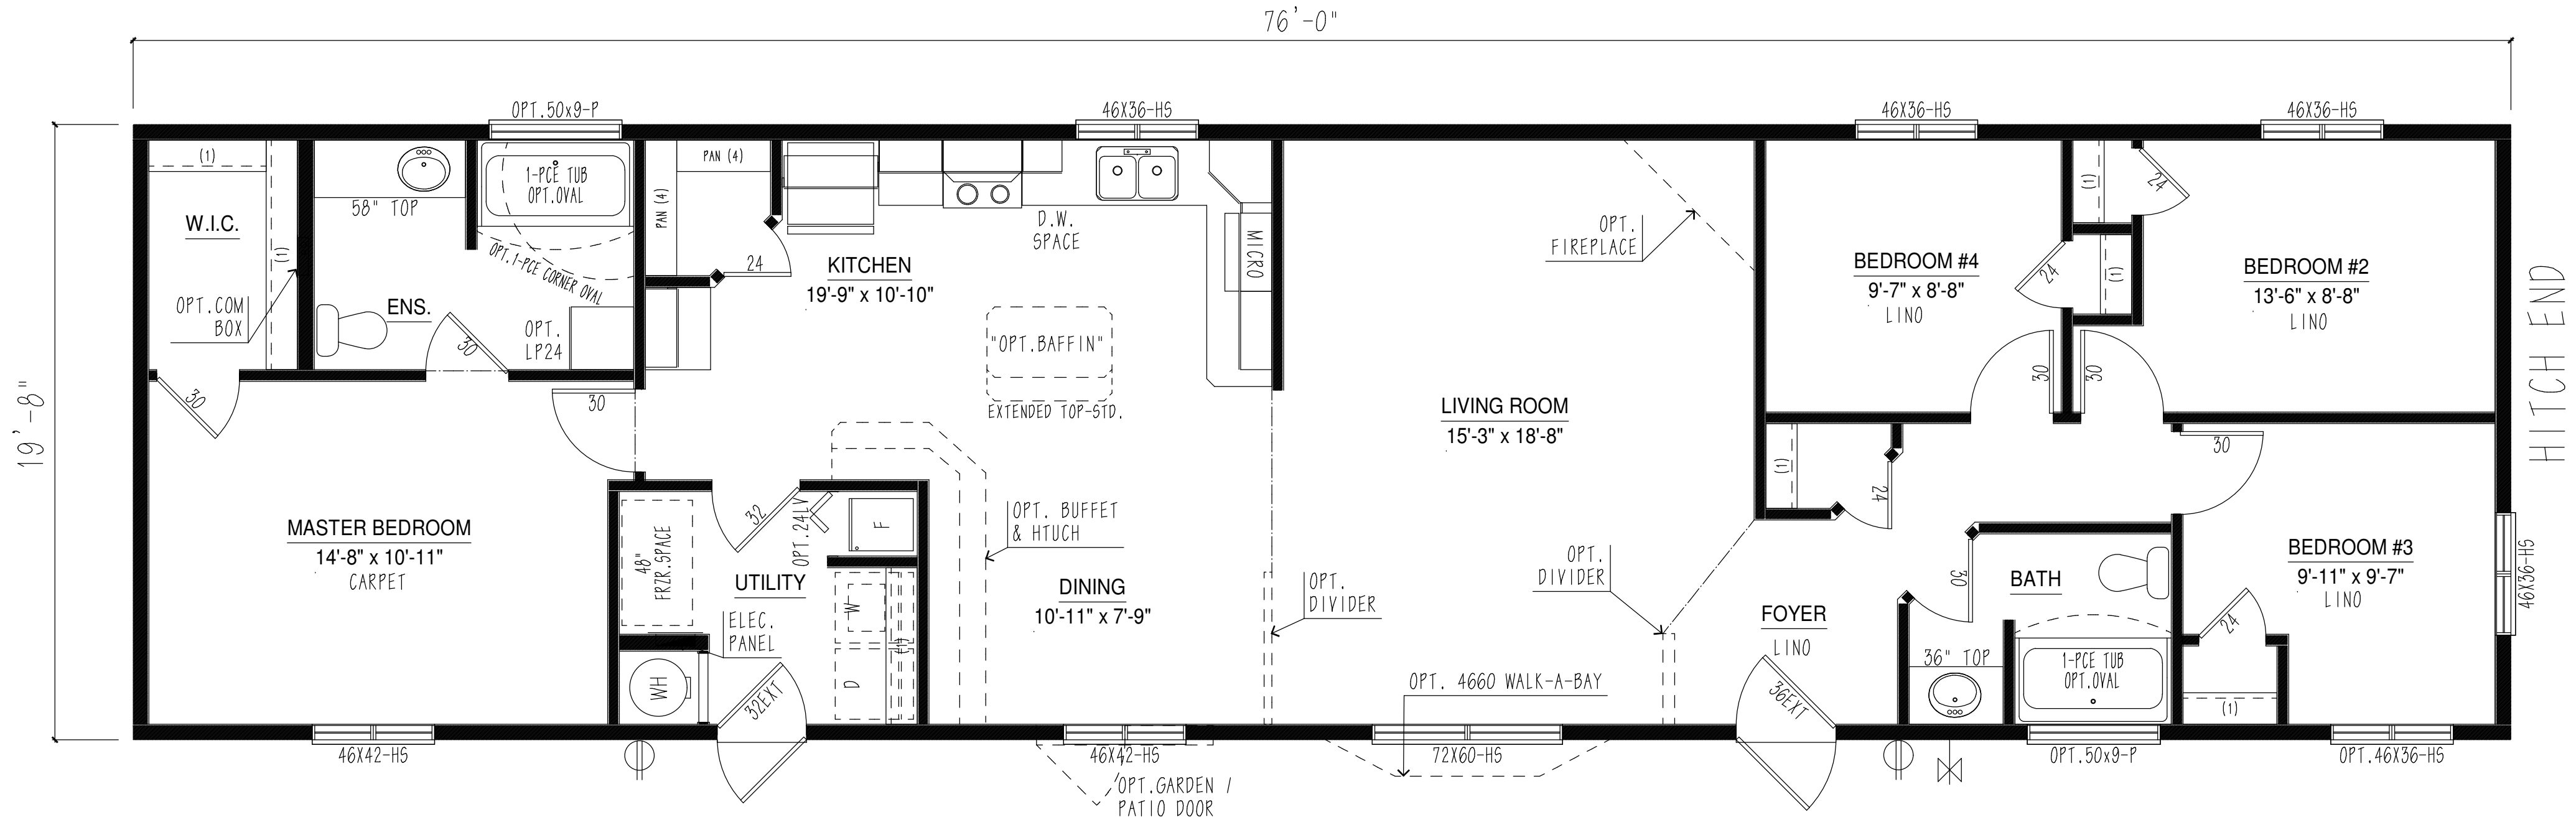 76'-0"
OPT.50x9-P
46X36-HS
46X36-HS
46X36-HS
19'-8"
HITCH END
(1)
W.I.C.
(1)
OPT.COM
BOX
30
58" TOP
ENS.
30
1-PCE TUB
OPT.OVAL
OPT.1-PCE CORNER OVAL
OPT.
LP24
PAN (4)
PAN (4)
24
KITCHEN
19'-9" x 10'-10"
D.W.
SPACE
MICRO
"OPT.BAFFIN"
EXTENDED TOP-STD.
30
MASTER BEDROOM
14'-8" x 10'-11"
CARPET
48"
FRZR.SPACE
32
OPT.24LV
F
UTILITY
ELEC.
PANEL
WH
W
D
(1)
32EXT
OPT. BUFFET
& HTUCH
DINING
10'-11" x 7'-9"
OPT.
DIVIDER
OPT.
FIREPLACE
LIVING ROOM
15'-3" x 18'-8"
OPT.
DIVIDER
OPT. 4660 WALK-A-BAY
FOYER
LINO
36EXT
BEDROOM #4
9'-7" x 8'-8"
LINO
24
(1)
(1)
24
30
30
BEDROOM #2
13'-6" x 8'-8"
LINO
(1)
24
30
30
BATH
36" TOP
1-PCE TUB
OPT.OVAL
BEDROOM #3
9'-11" x 9'-7"
LINO
24
(1)
46X36-HS
46X42-HS
46X42-HS
OPT.GARDEN /
PATIO DOOR
72X60-HS
OPT.50x9-P
OPT.46X36-HS